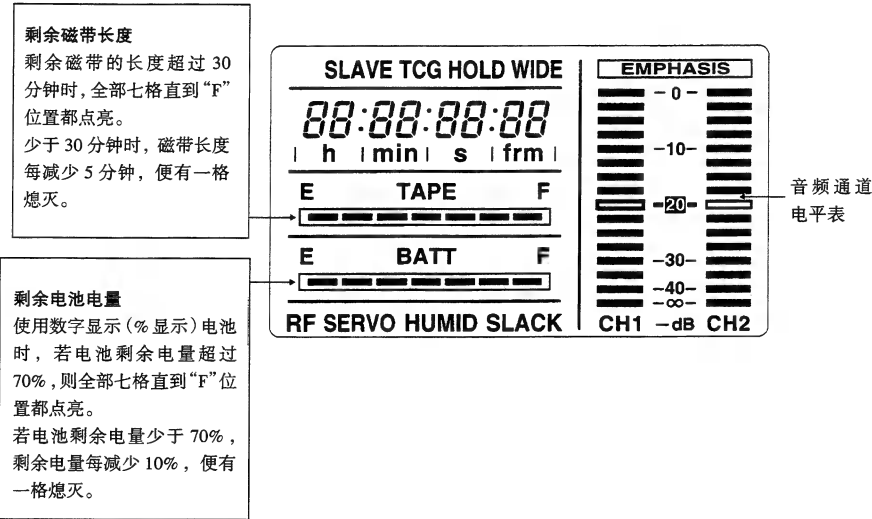 剩余磁带长度
剩余磁带的长度超过 30
分钟时，全部七格直到“F”
位置都点亮。
少于 30 分钟时，磁带长度
每减少 5 分钟，便有一格
熄灭。
剩余电池电量
使用数字显示（% 显示）电池
时，若电池剩余电量超过
70%，则全部七格直到“F”位
置都点亮。
若电池剩余电量少于 70%，
剩余电量每减少 10%，便有
一格熄灭。
SLAVE TCG HOLD WIDE
88:88:88:88
h min s frm
E TAPE F
E BATT F
RF SERVO HUMID SLACK
EMPHASIS
-0-
-10-
-20-
-30-
-40-
-∞-
CH1 -dB CH2
音频通道
电平表